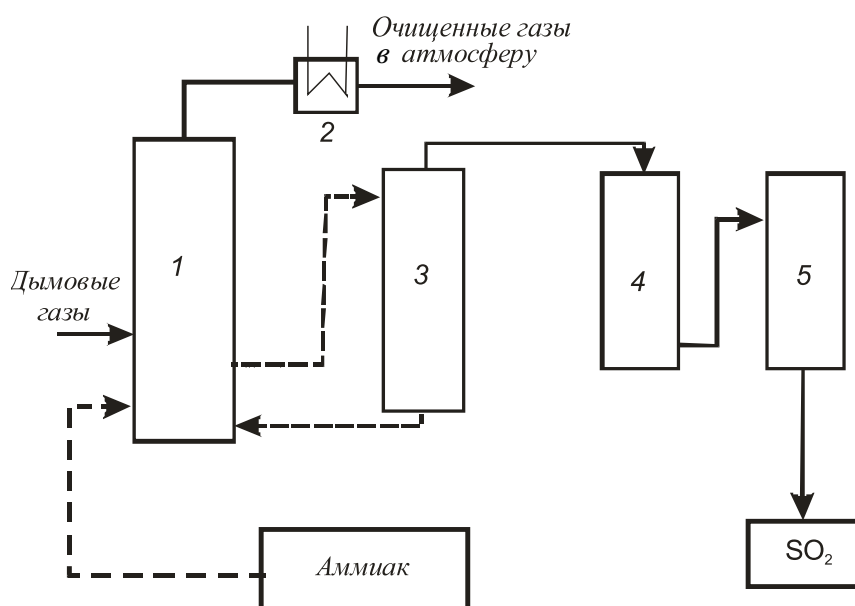 Очищенные газы
в атмосферу
2
1
3
4
5
Дымовые
газы
Аммиак
SO₂